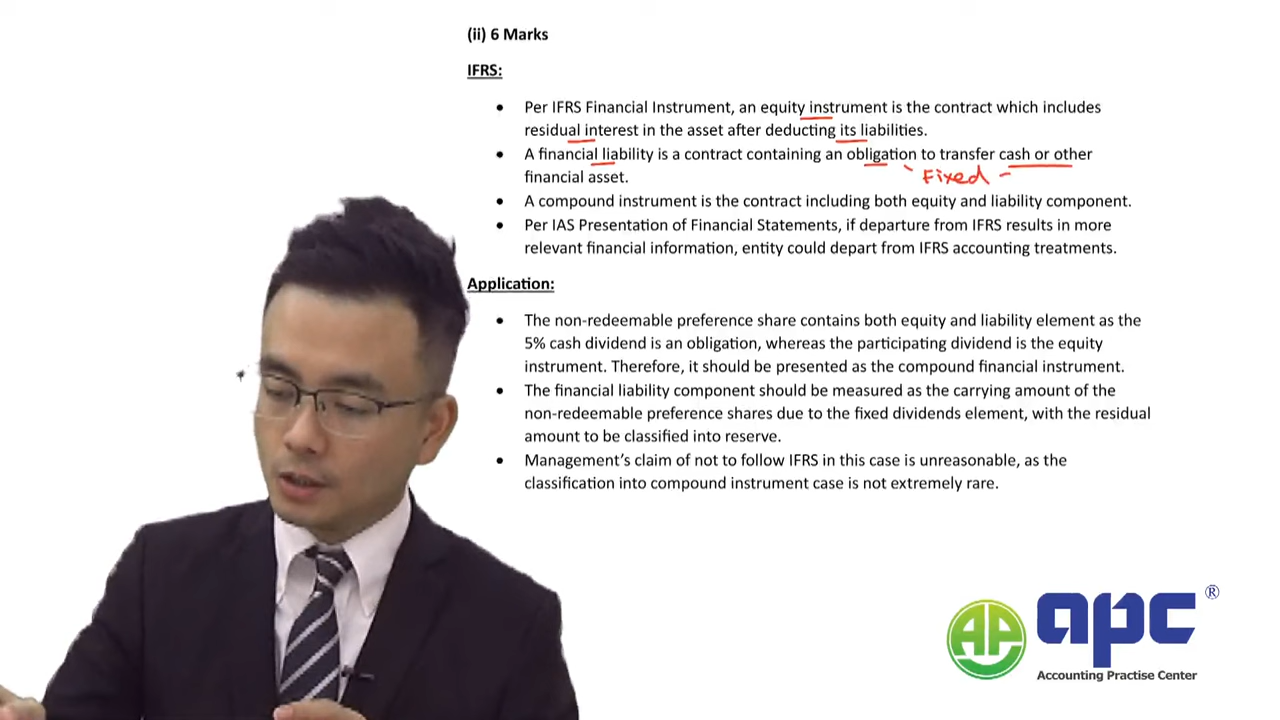 (ii) 6 Marks
IFRS:
• Per IFRS Financial Instrument, an equity instrument is the contract which includes
residual interest in the asset after deducting its liabilities.
• A financial liability is a contract containing an obligation to transfer cash or other
Fixed
financial asset.
• A compound instrument is the contract including both equity and liability component.
• Per IAS Presentation of Financial Statements, if departure from IFRS results in more
relevant financial information, entity could depart from IFRS accounting treatments.
Application:
• The non-redeemable preference share contains both equity and liability element as the
5% cash dividend is an obligation, whereas the participating dividend is the equity
instrument. Therefore, it should be presented as the compound financial instrument.
• The financial liability component should be measured as the carrying amount of the
non-redeemable preference shares due to the fixed dividends element, with the residual
amount to be classified into reserve.
• Management’s claim of not to follow IFRS in this case is unreasonable, as the
classification into compound instrument case is not extremely rare.
AP apc ®
Accounting Practise Center